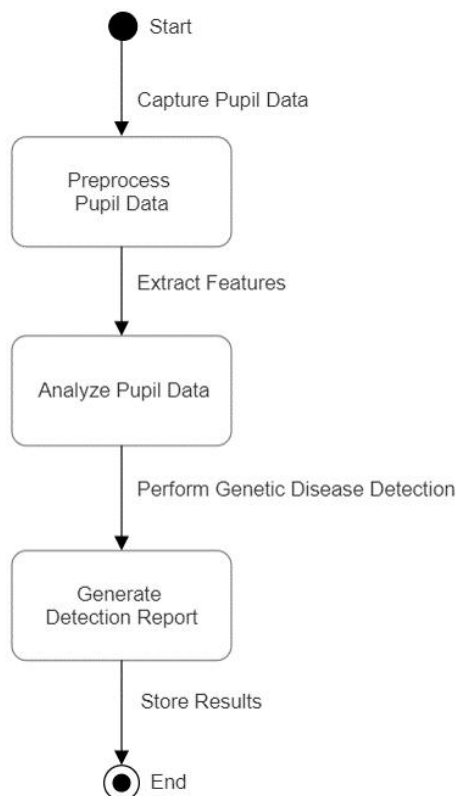 Start
Capture Pupil Data
Preprocess
Pupil Data
Extract Features
Analyze Pupil Data
Perform Genetic Disease Detection
Generate
Detection Report
Store Results
End